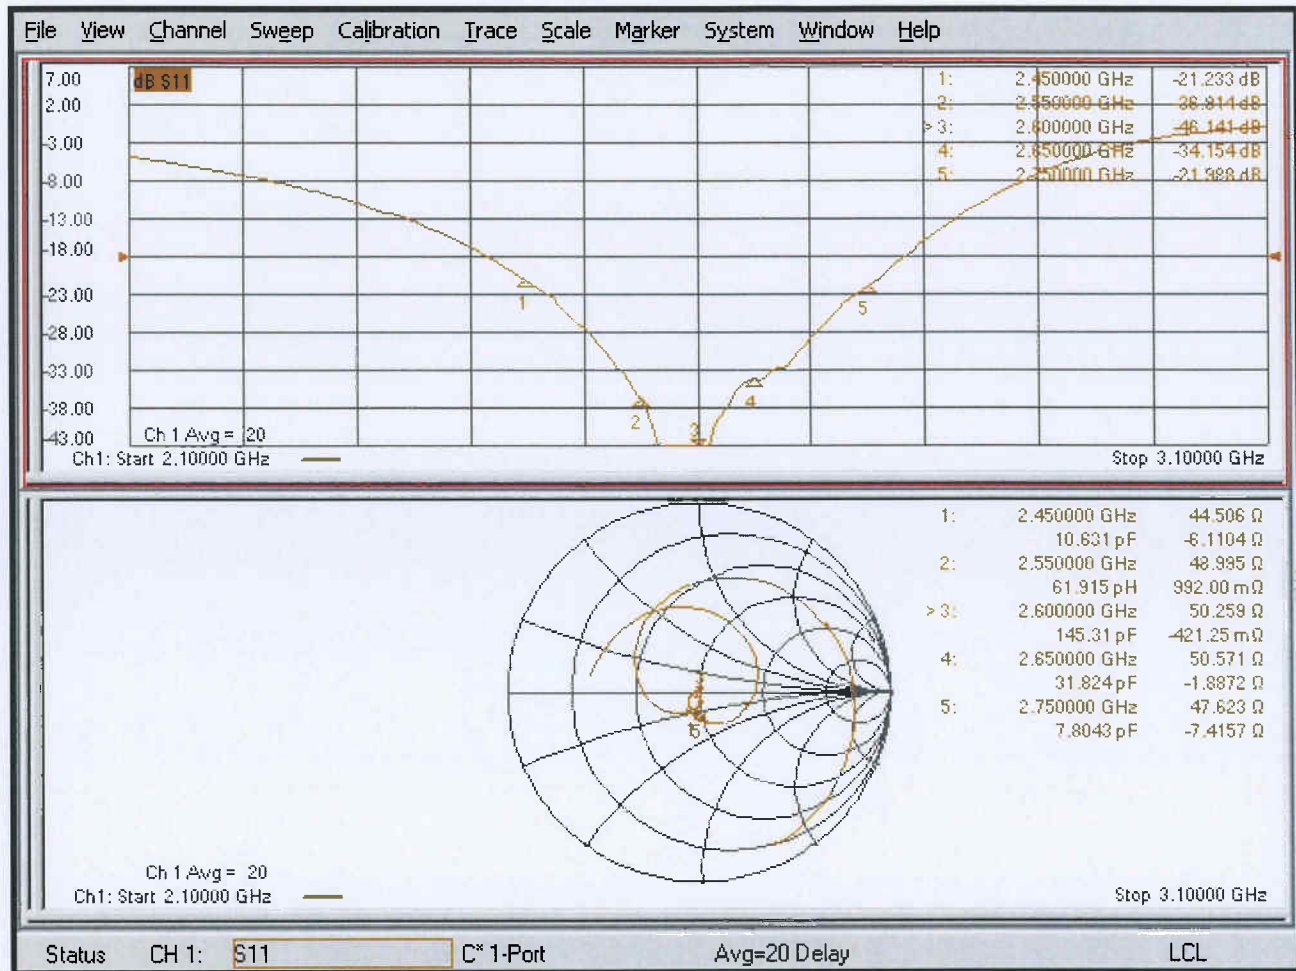 File View Channel Sweep Calibration Trace Scale Marker System Window Help
7.00
2.00
-3.00
-8.00
-13.00
-18.00
-23.00
-28.00
-33.00
-38.00
-43.00
dB S11
1: 2.450000 GHz -21.233 dB
2: 2.550000 GHz -38.814 dB
> 3: 2.600000 GHz -46.141 dB
4: 2.650000 GHz -34.154 dB
5: 2.750000 GHz -21.988 dB
1
2
3
4
5
Ch 1 Avg = 20
Ch1: Start 2.10000 GHz
Stop 3.10000 GHz
1: 2.450000 GHz 44.506 Ω
10.631 pF -6.1104 Ω
2: 2.550000 GHz 48.995 Ω
61.915 pH 992.00 mΩ
> 3: 2.600000 GHz 50.259 Ω
145.31 pF -421.25 mΩ
4: 2.650000 GHz 50.571 Ω
31.824 pF -1.8872 Ω
5: 2.750000 GHz 47.623 Ω
7.8043 pF -7.4157 Ω
Ch 1 Avg = 20
Ch1: Start 2.10000 GHz
Stop 3.10000 GHz
Status CH 1: S11 C* 1-Port Avg=20 Delay LCL